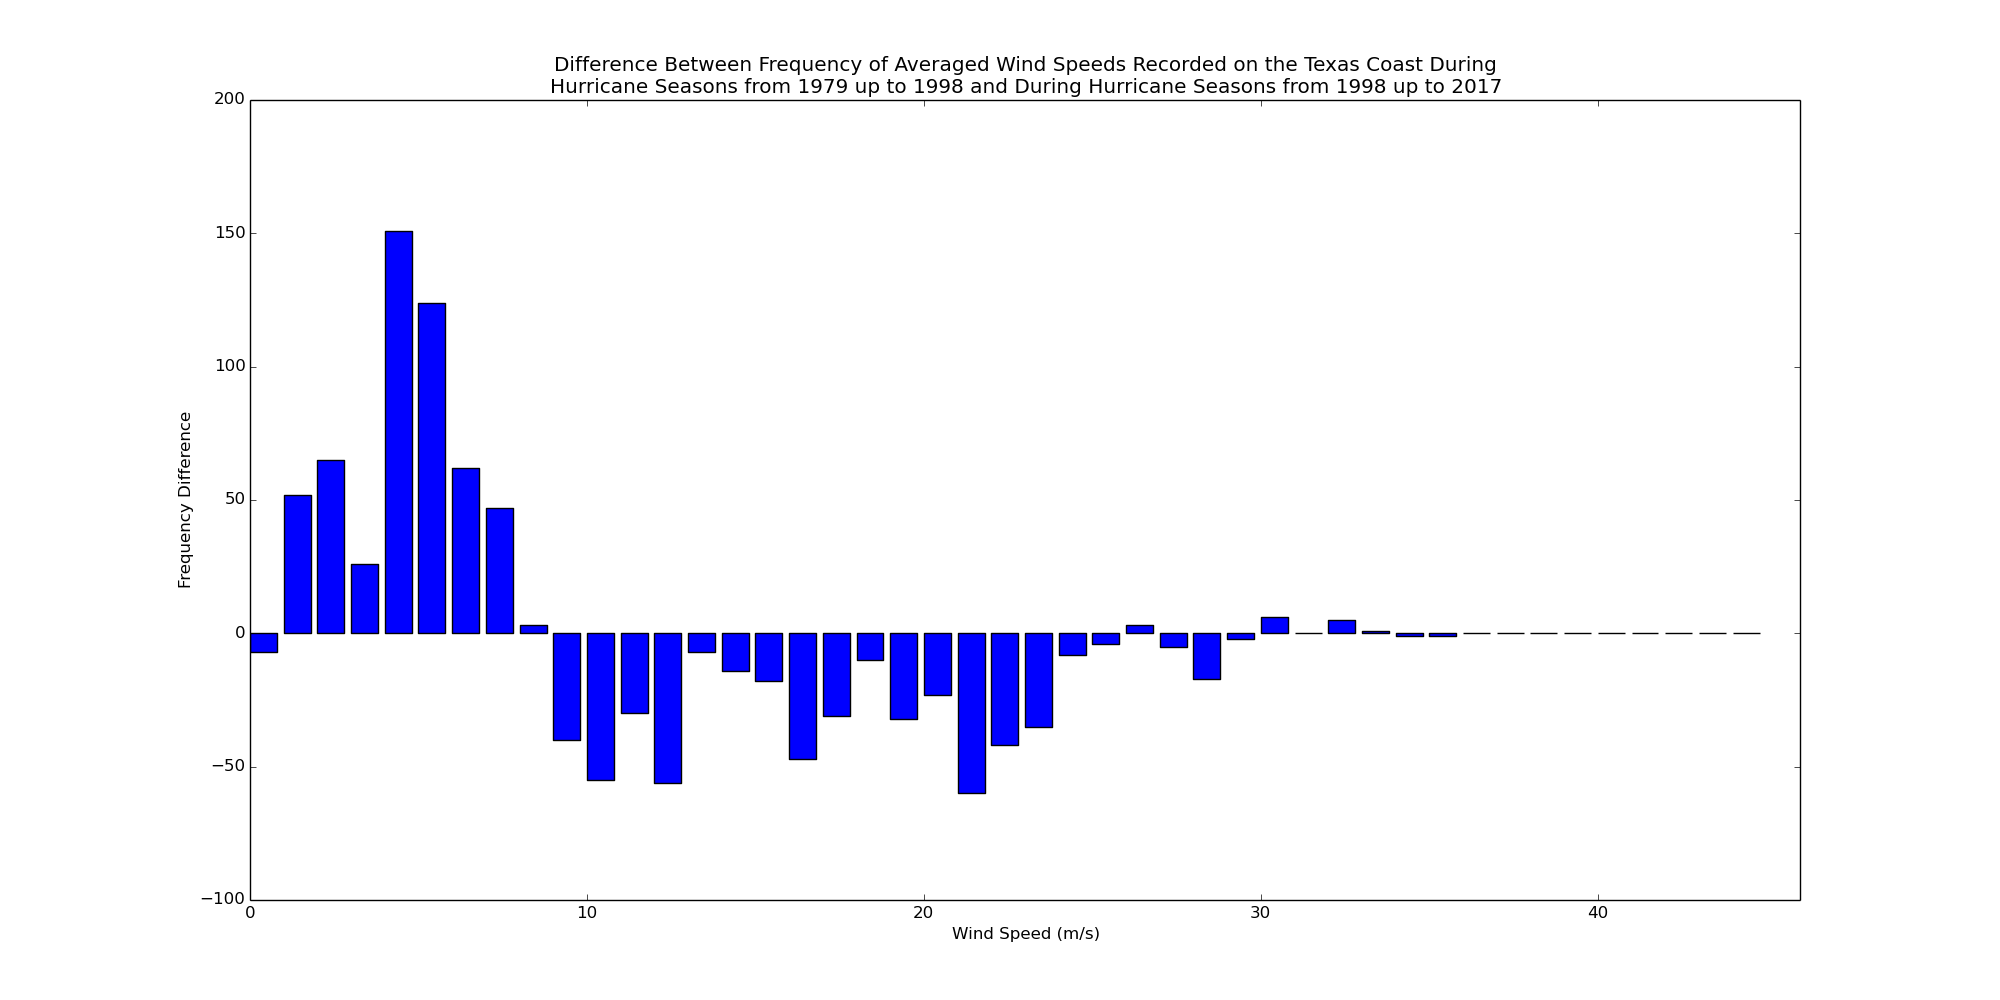 Difference Between Frequency of Averaged Wind Speeds Recorded on the Texas Coast During
Hurricane Seasons from 1979 up to 1998 and During Hurricane Seasons from 1998 up to 2017
200
150
100
50
0
−50
−100
Frequency Difference
0 10 20 30 40
Wind Speed (m/s)